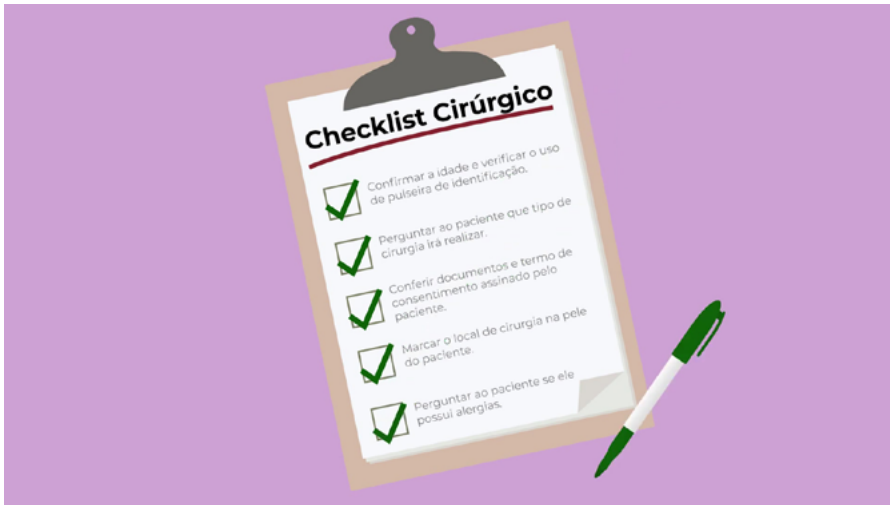 Checklist Cirúrgico
Confirmar a idade e verificar o uso
de pulseira de identificação.
Perguntar ao paciente que tipo de
cirurgia irá realizar.
Conferir documentos e termo de
consentimento assinado pelo
paciente.
Marcar o local de cirurgia na pele
do paciente.
Perguntar ao paciente se ele
possui alergias.